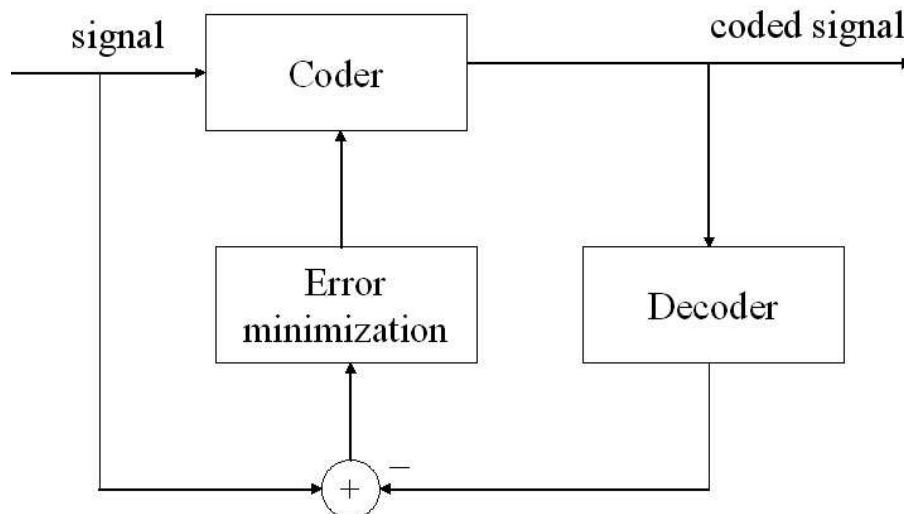 signal
coded signal
Coder
Error
minimization
Decoder
−
+